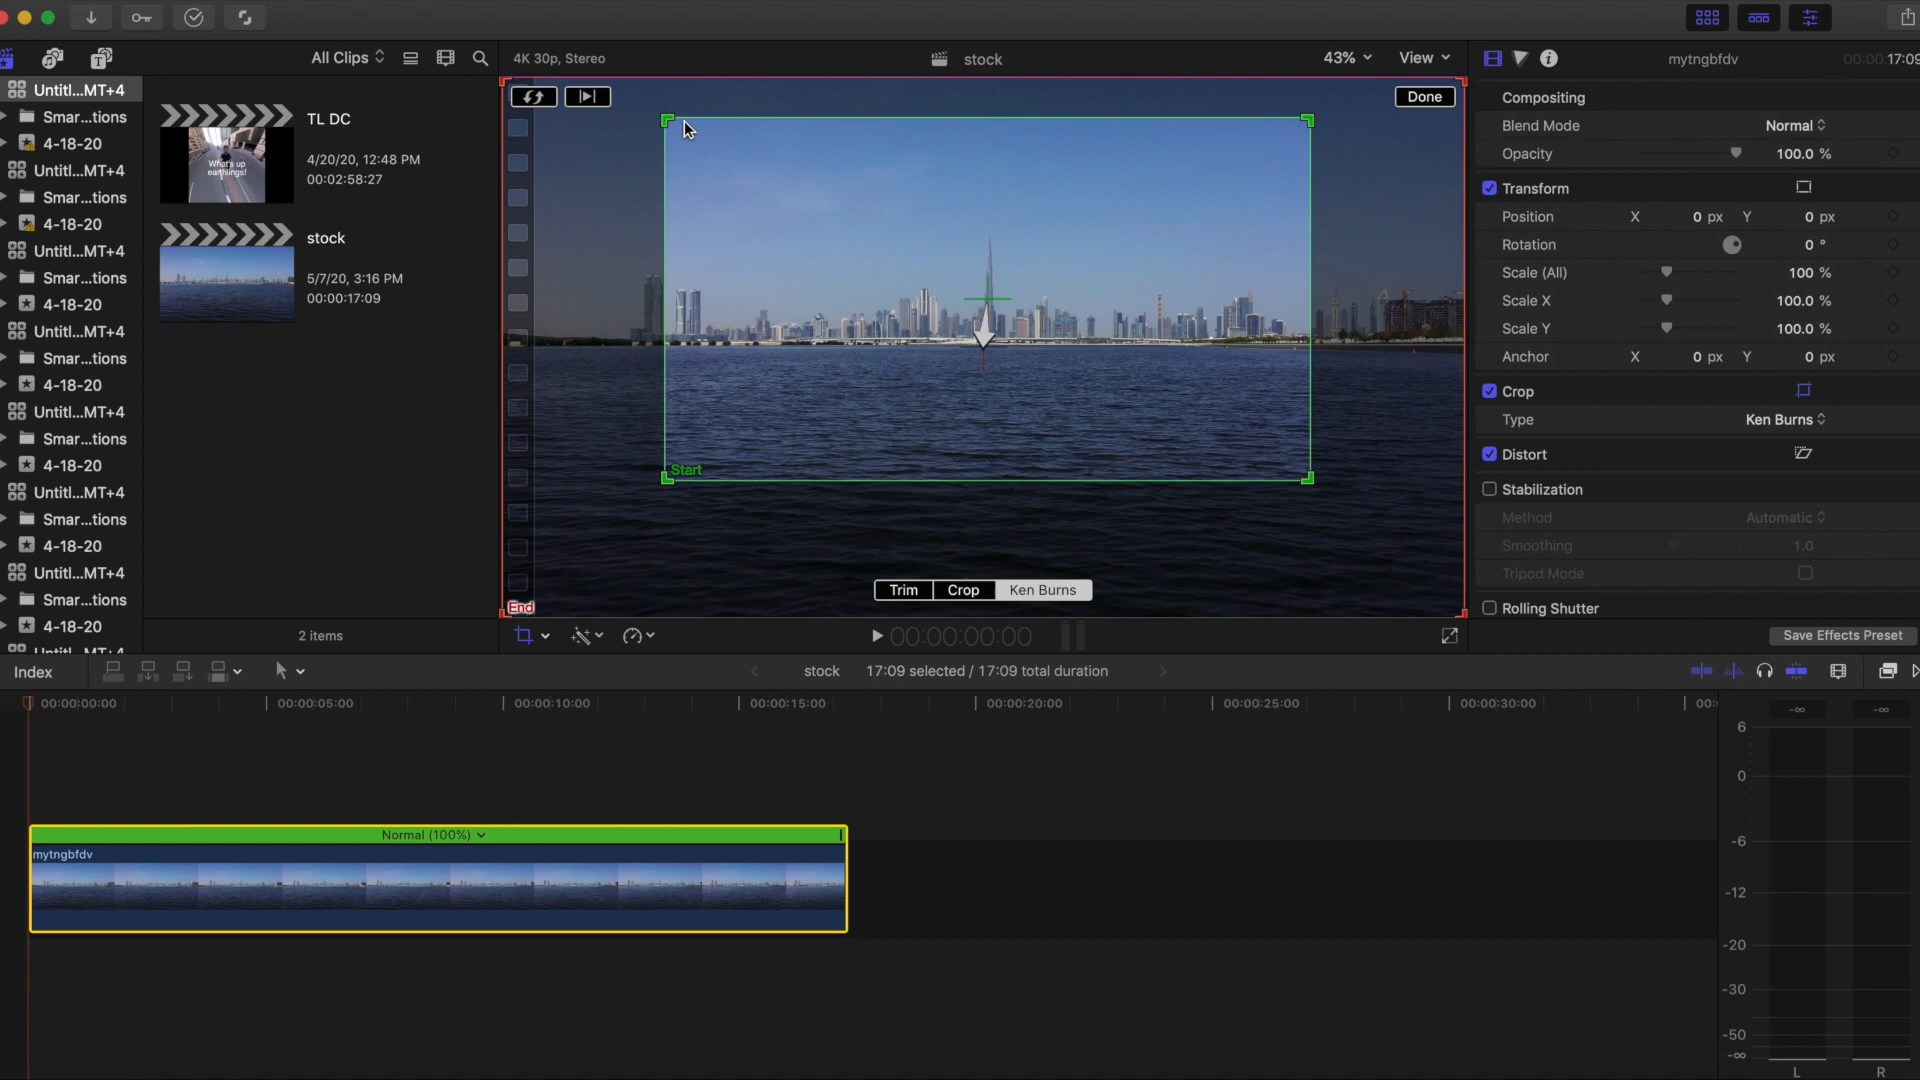 All Clips
4K 30p, Stereo
stock
43%
View
mytngbfdv
00:00:17:09
Untitl...MT+4
Smar...tions
4-18-20
Untitl...MT+4
Smar...tions
4-18-20
Untitl...MT+4
Smar...tions
4-18-20
Untitl...MT+4
Smar...tions
4-18-20
Untitl...MT+4
Smar...tions
4-18-20
Untitl...MT+4
Smar...tions
4-18-20
Untitl...MT+4
Smar...tions
4-18-20
What's up
earthlings!
TL DC
4/20/20, 12:48 PM
00:02:58:27
stock
5/7/20, 3:16 PM
00:00:17:09
2 items
Done
Start
End
Trim
Crop
Ken Burns
00:00:00:00
Compositing
Blend Mode Normal
Opacity 100.0 %
Transform
Position X 0 px Y 0 px
Rotation 0 °
Scale (All) 100 %
Scale X 100.0 %
Scale Y 100.0 %
Anchor X 0 px Y 0 px
Crop
Type Ken Burns
Distort
Stabilization
Method Automatic
Smoothing 1.0
Tripod Mode
Rolling Shutter
Save Effects Preset
Index
stock 17:09 selected / 17:09 total duration
00:00:00:00 00:00:05:00 00:00:10:00 00:00:15:00 00:00:20:00 00:00:25:00 00:00:30:00 00:
Normal (100%)
mytngbfdv
-∞ -∞
6
0
-6
-12
-20
-30
-50
-∞
L R